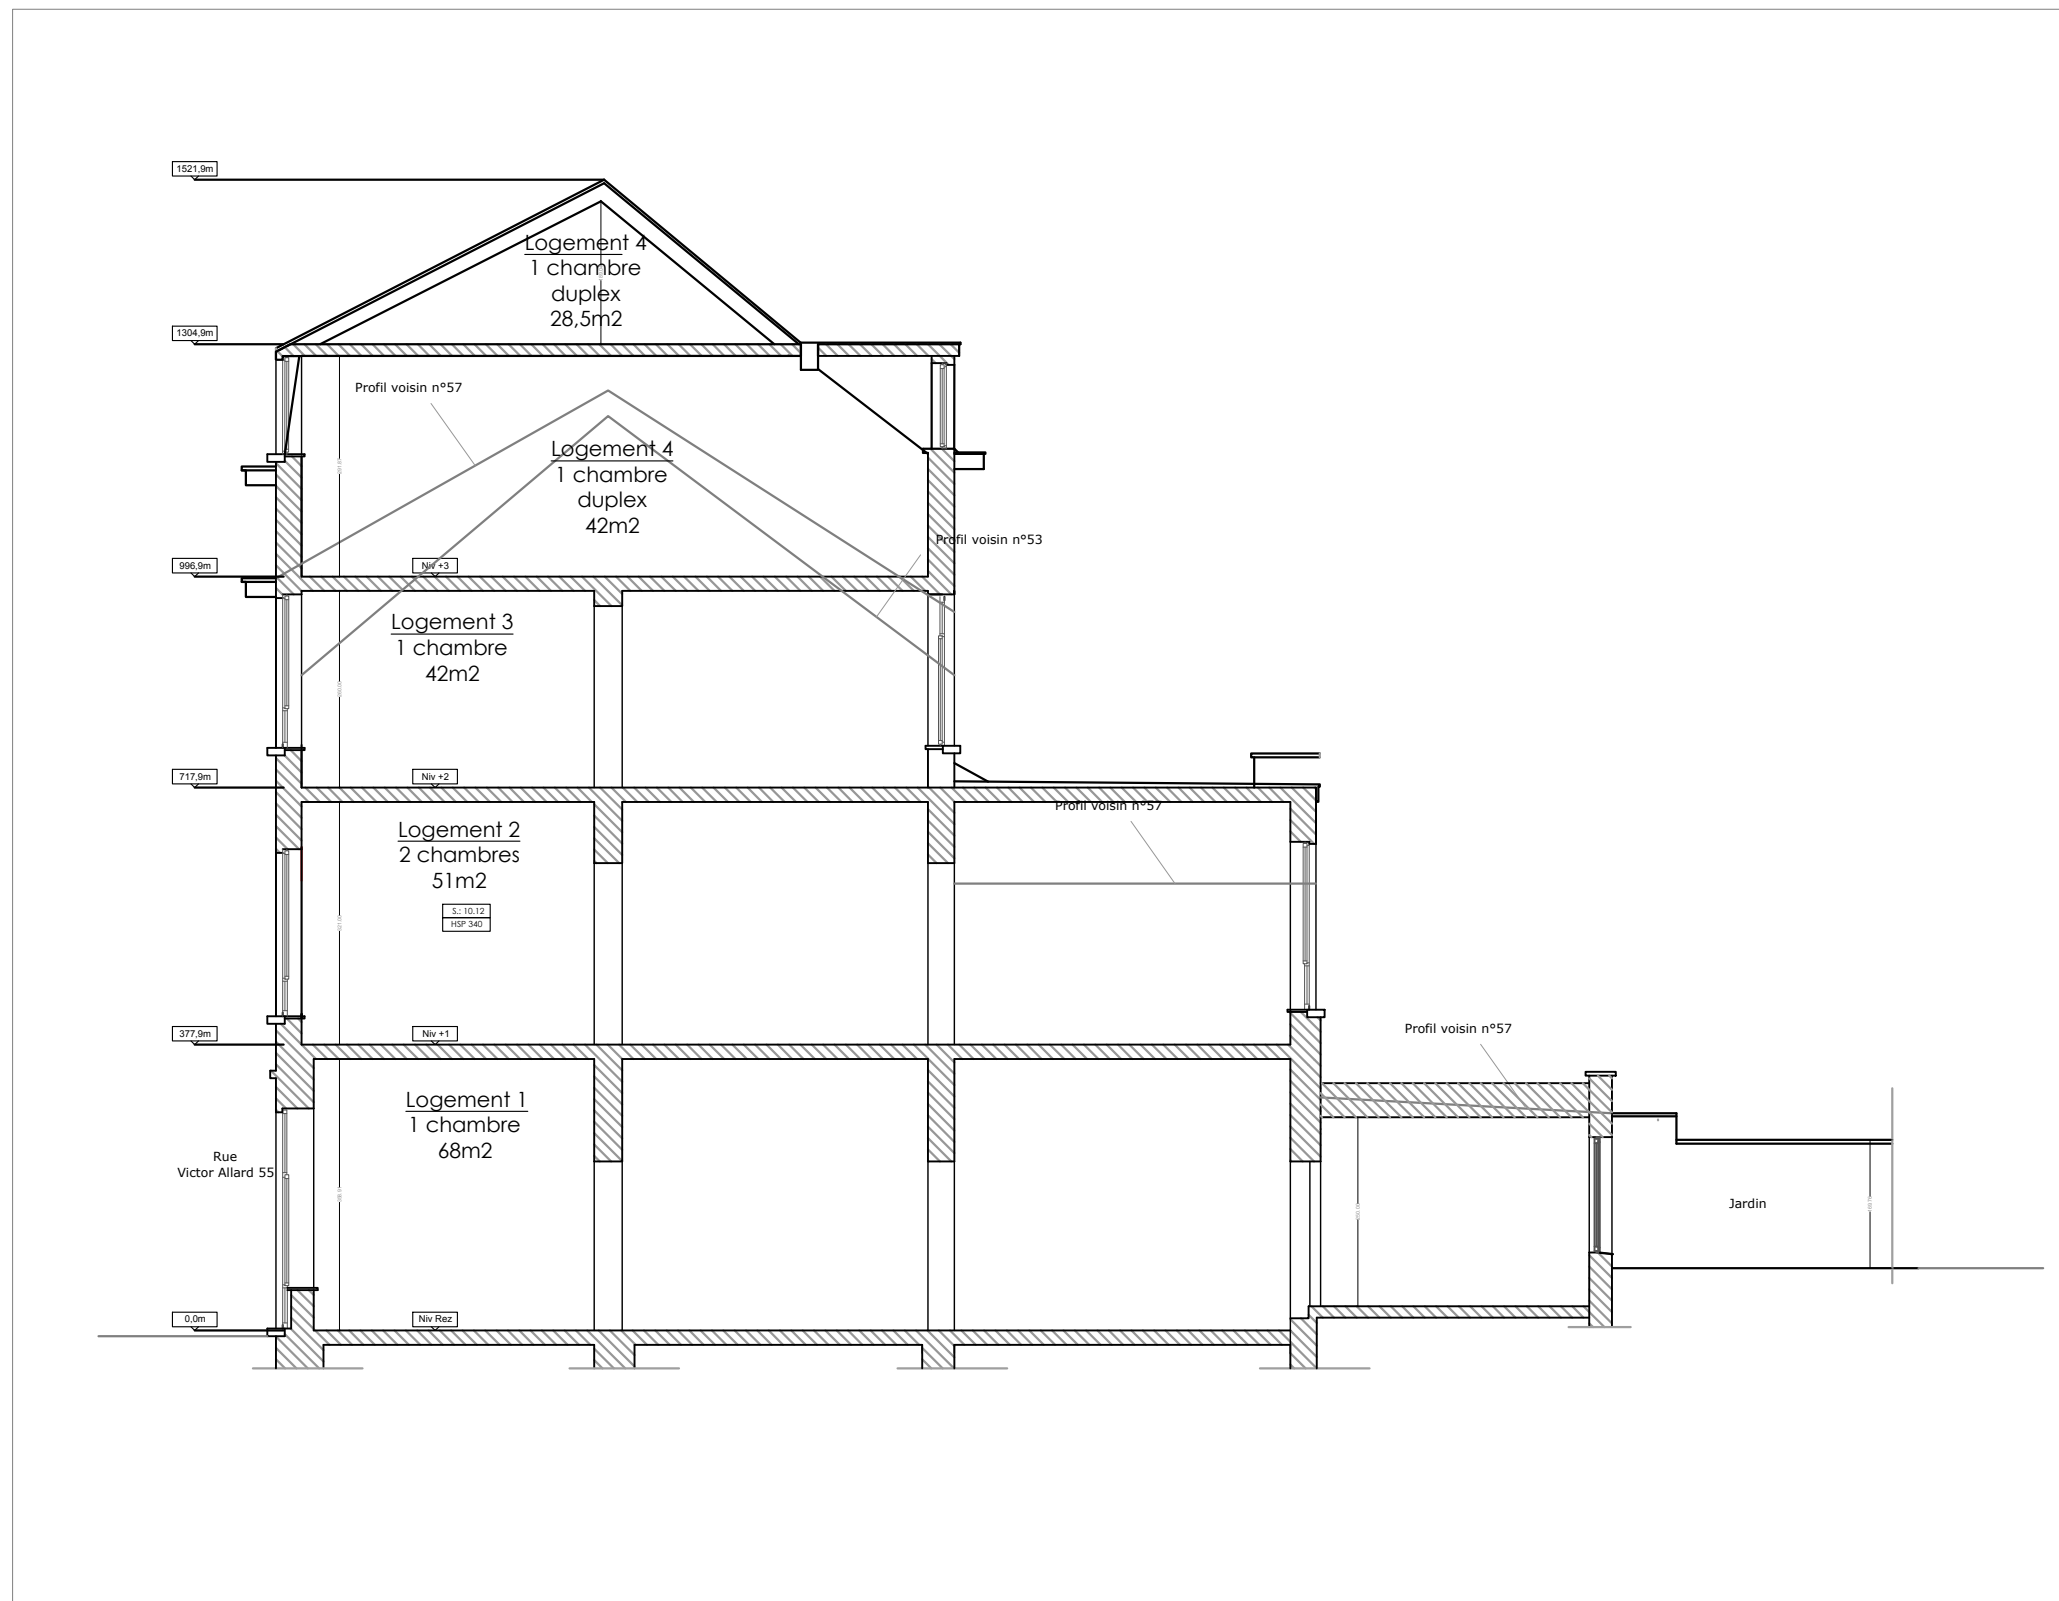 1521,9m
Logement 4
1 chambre
duplex
28,5m2
1304,9m
Profil voisin n°57
Logement 4
1 chambre
duplex
42m2
Profil voisin n°53
996,9m
Niv +3
Logement 3
1 chambre
42m2
717,9m
Niv +2
Profil voisin n°57
Logement 2
2 chambres
51m2
S.: 10.12
HSP 340
377,9m
Niv +1
Profil voisin n°57
Logement 1
1 chambre
68m2
Rue
Victor Allard 55
Jardin
0,0m
Niv Rez